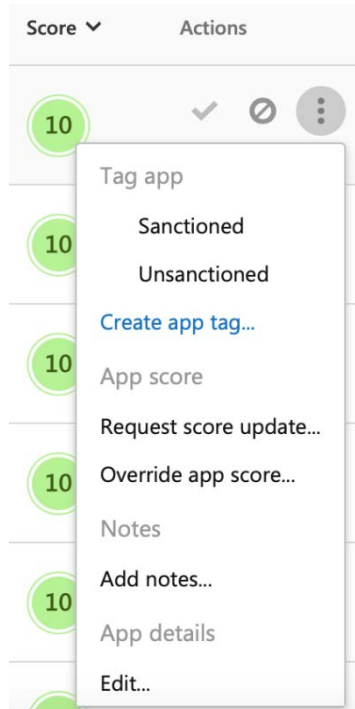 Score Actions
10
Tag app
10
Sanctioned
Unsanctioned
Create app tag...
10
App score
Request score update...
10
Override app score...
Notes
10
Add notes...
App details
Edit...